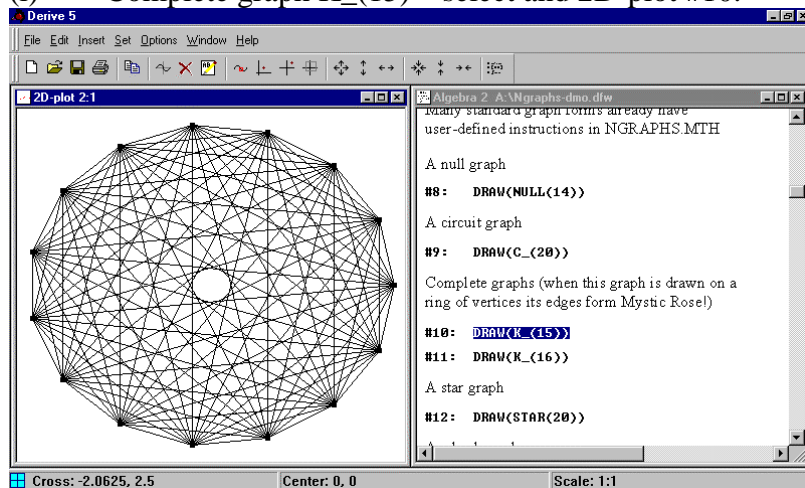 Complete graph K_(15) select and 2D-plot #10.
Derive 5
File Edit Insert Set Options Window Help
2D-plot 2:1
Algebra 2 A:\Ngraphs-dmo.dfw
Many standard graph forms already have
user-defined instructions in NGRAPHS.MTH
A null graph
#8: DRAW(NULL(14))
A circuit graph
#9: DRAW(C_(20))
Complete graphs (when this graph is drawn on a
ring of vertices its edges form Mystic Rose!)
#10: DRAW(K_(15))
#11: DRAW(K_(16))
A star graph
#12: DRAW(STAR(20))
Cross: -2.0625, 2.5
Center: 0, 0
Scale: 1:1